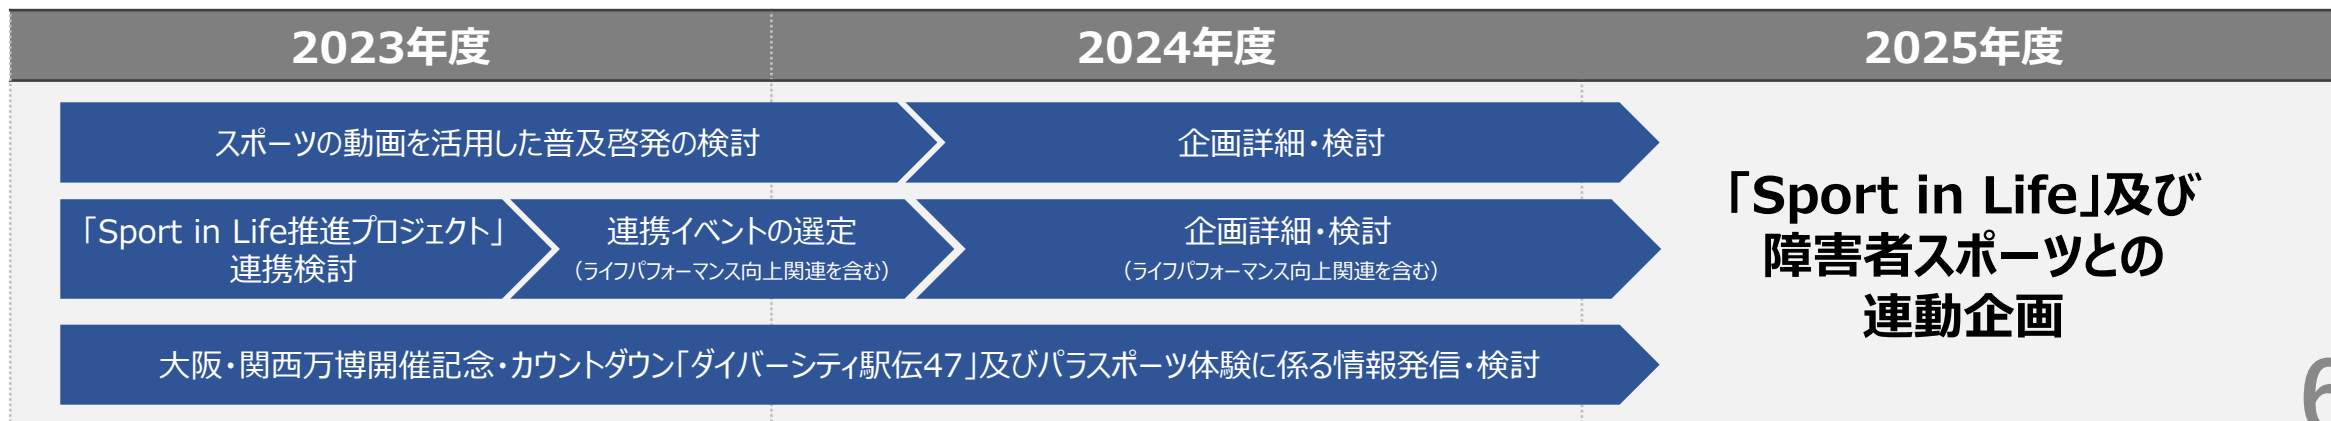 2023年度
2024年度
2025年度
スポーツの動画を活用した普及啓発の検討
企画詳細・検討
「Sport in Life推進プロジェクト」
連携検討
連携イベントの選定
（ライフパフォーマンス向上関連を含む）
企画詳細・検討
（ライフパフォーマンス向上関連を含む）
大阪・関西万博開催記念・カウントダウン「ダイバーシティ駅伝47」及びパラスポーツ体験に係る情報発信・検討
「Sport in Life」及び
障害者スポーツとの
連動企画
6